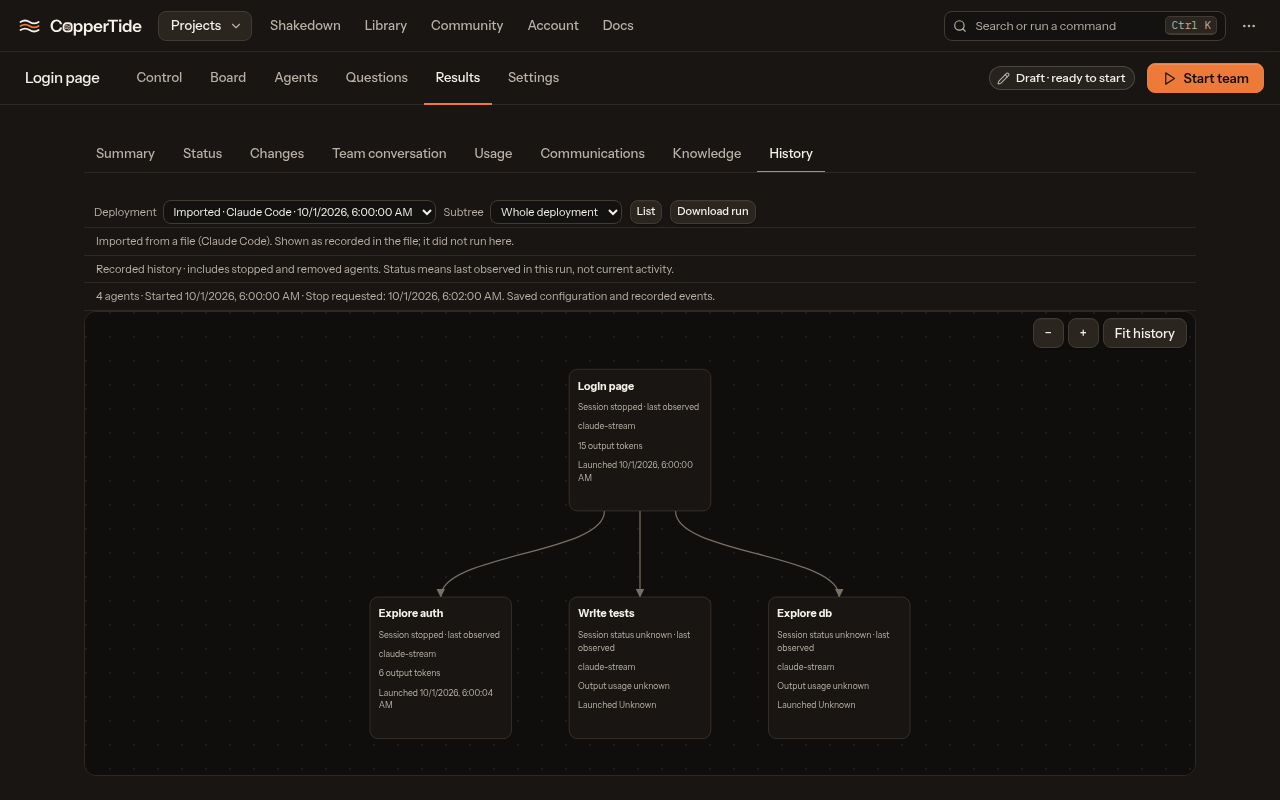 CopperTide
Projects
Shakedown
Library
Community
Account
Docs
Search or run a command
Ctrl K
Login page
Control
Board
Agents
Questions
Results
Settings
Draft · ready to start
Start team
Summary
Status
Changes
Team conversation
Usage
Communications
Knowledge
History
Deployment
Imported · Claude Code · 10/1/2026, 6:00:00 AM
Subtree
Whole deployment
List
Download run
Imported from a file (Claude Code). Shown as recorded in the file; it did not run here.
Recorded history · includes stopped and removed agents. Status means last observed in this run, not current activity.
4 agents · Started 10/1/2026, 6:00:00 AM · Stop requested: 10/1/2026, 6:02:00 AM. Saved configuration and recorded events.
−
+
Fit history
Login page
Session stopped · last observed
claude-stream
15 output tokens
Launched 10/1/2026, 6:00:00
AM
Explore auth
Session stopped · last observed
claude-stream
6 output tokens
Launched 10/1/2026, 6:00:04
AM
Write tests
Session status unknown · last
observed
claude-stream
Output usage unknown
Launched Unknown
Explore db
Session status unknown · last
observed
claude-stream
Output usage unknown
Launched Unknown